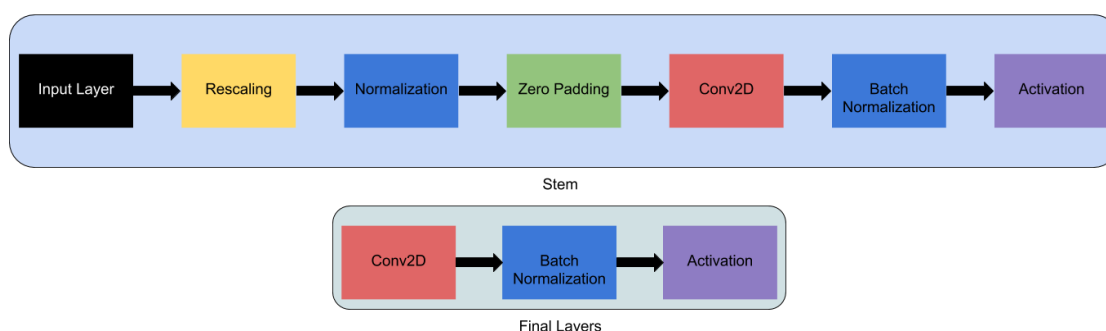 Input Layer
Rescaling
Normalization
Zero Padding
Conv2D
Batch
Normalization
Activation
Stem
Conv2D
Batch
Normalization
Activation
Final Layers